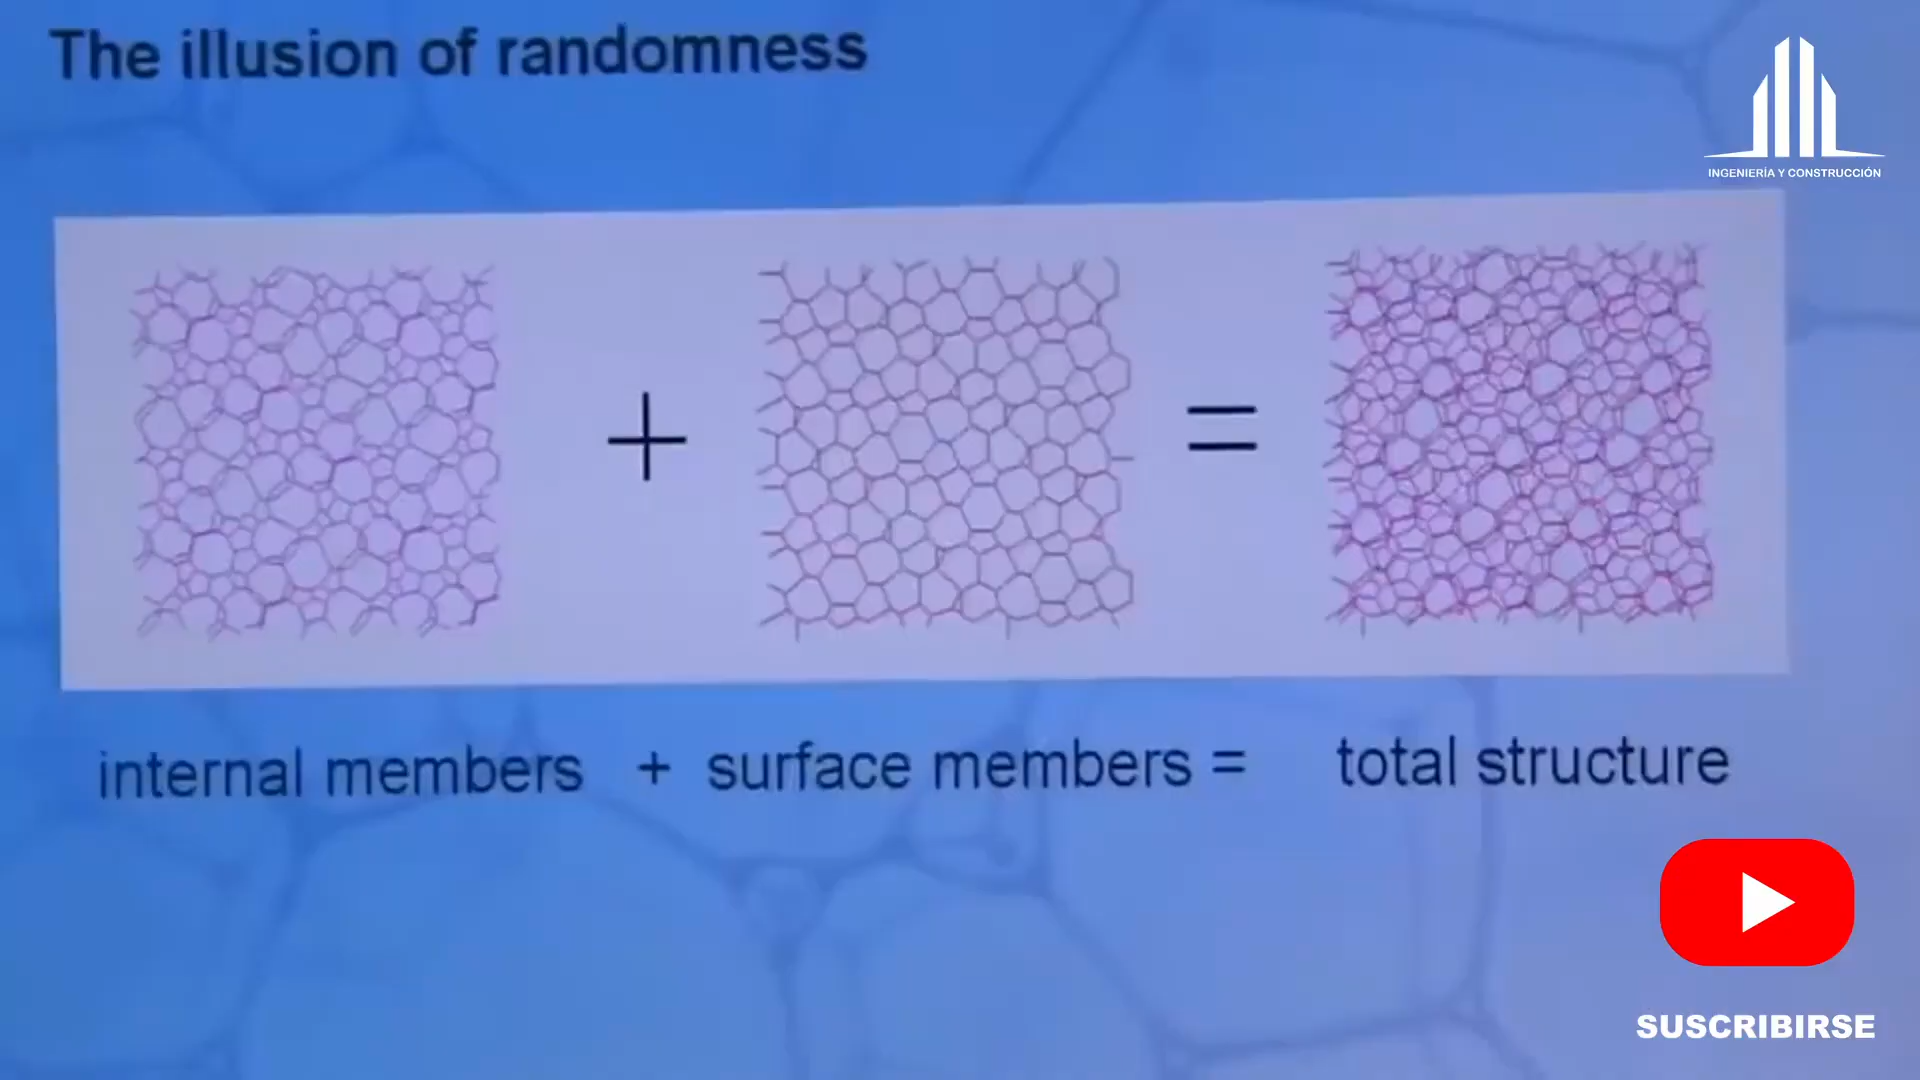 The illusion of randomness
INGENIERÍA Y CONSTRUCCIÓN
+
=
internal members + surface members = total structure
SUSCRIBIRSE